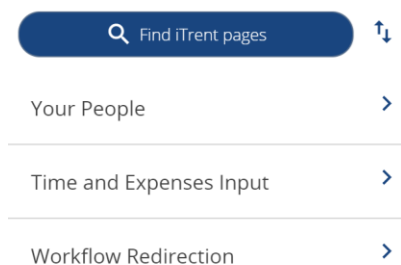 Find iTrent pages
Your People
Time and Expenses Input
Workflow Redirection